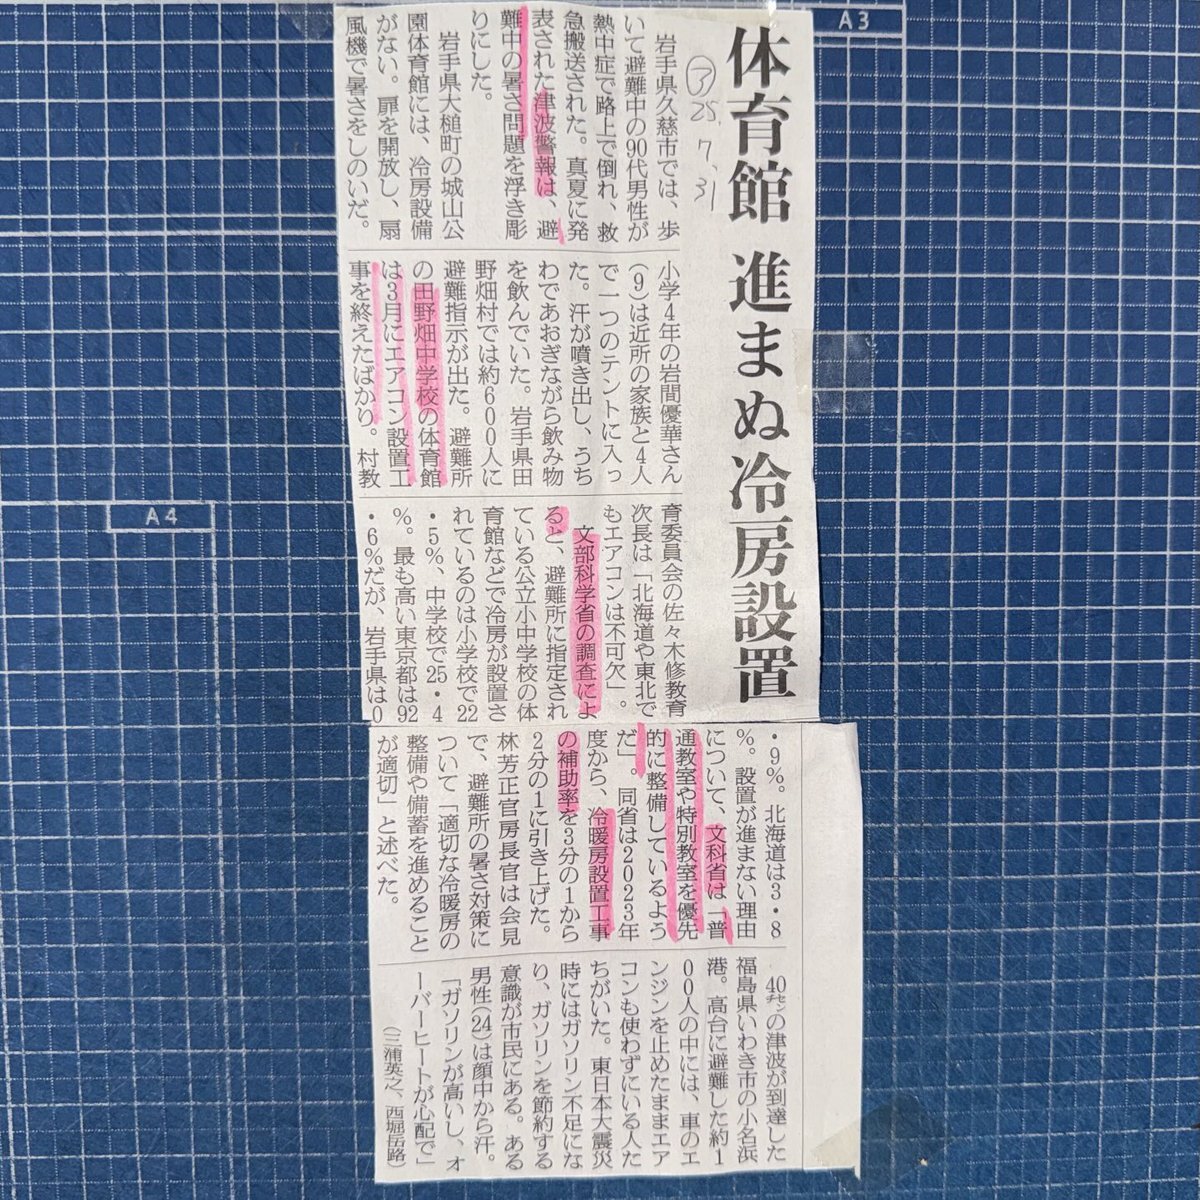 体育館 進まぬ冷房設置
ア 25.7.31
岩手県久慈市では、歩
いて避難中の90代男性が
熱中症で路上で倒れ、救
急搬送された。真夏に発
表された津波警報は、避
難中の暑さ問題を浮き彫
りにした。
岩手県大槌町の城山公
園体育館には、冷房設備
がない。扉を開放し、扇
風機で暑さをしのいだ。
小学4年の岩間優華さん
(9)は近所の家族と4人
で一つのテントに入っ
た。汗が噴き出し、うち
わであおぎながら飲み物
を飲んでいた。岩手県田
野畑村では約600人に
避難指示が出た。避難所
の田野畑中学校の体育館
は3月にエアコン設置工
事を終えたばかり。村教
育委員会の佐々木修教育
次長は「北海道や東北で
もエアコンは不可欠」。
文部科学省の調査によ
ると、避難所に指定され
ている公立小中学校の体
育館などで冷房が設置さ
れているのは小学校で22
・5%、中学校で25・4
%。最も高い東京都は92
・6%だが、岩手県は0
・9%。北海道は3・8
%。設置が進まない理由
について、文科省は「普
通教室や特別教室を優先
的に整備しているよう
だ」。同省は2023年
度から、冷暖房設置工事
の補助率を3分の1から
2分の1に引き上げた。
林芳正官房長官は会見
で、避難所の暑さ対策に
ついて「適切な冷暖房の
整備や備蓄を進めること
が適切」と述べた。
40㌢の津波が到達した
福島県いわき市の小名浜
港。高台に避難した約1
00人の中には、車のエ
ンジンを止めたままエア
コンも使わずにいる人た
ちがいた。東日本大震災
時にはガソリン不足にな
り、ガソリンを節約する
意識が市民にある。ある
男性(24)は顔中から汗。
「ガソリンが高いし、オ
ーバーヒートが心配で」
(三浦英之、西堀岳路)
A3
A4